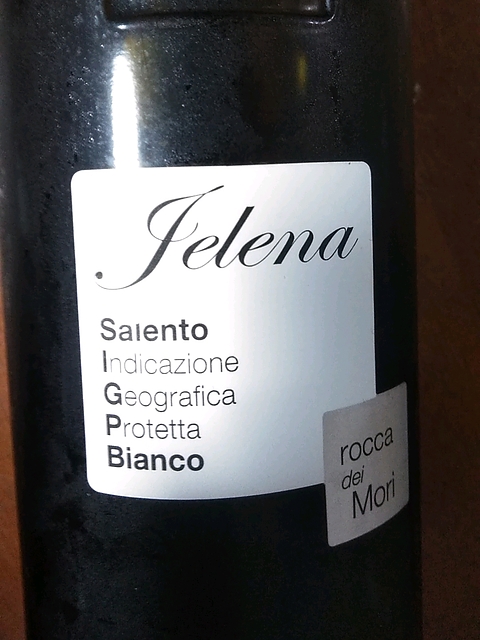 Jelena
Salento
Indicazione
Geografica
Protetta
Bianco
rocca
dei
Mori